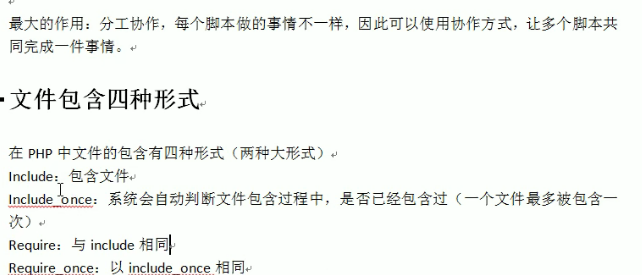 最大的作用：分工协作，每个脚本做的事情不一样，因此可以使用协作方式，让多个脚本共
同完成一件事情。
文件包含四种形式
在 PHP 中文件的包含有四种形式（两种大形式）
Include：包含文件
Include_once：系统会自动判断文件包含过程中，是否已经包含过（一个文件最多被包含一
次）
Require：与 include 相同
Require_once：以 include_once 相同